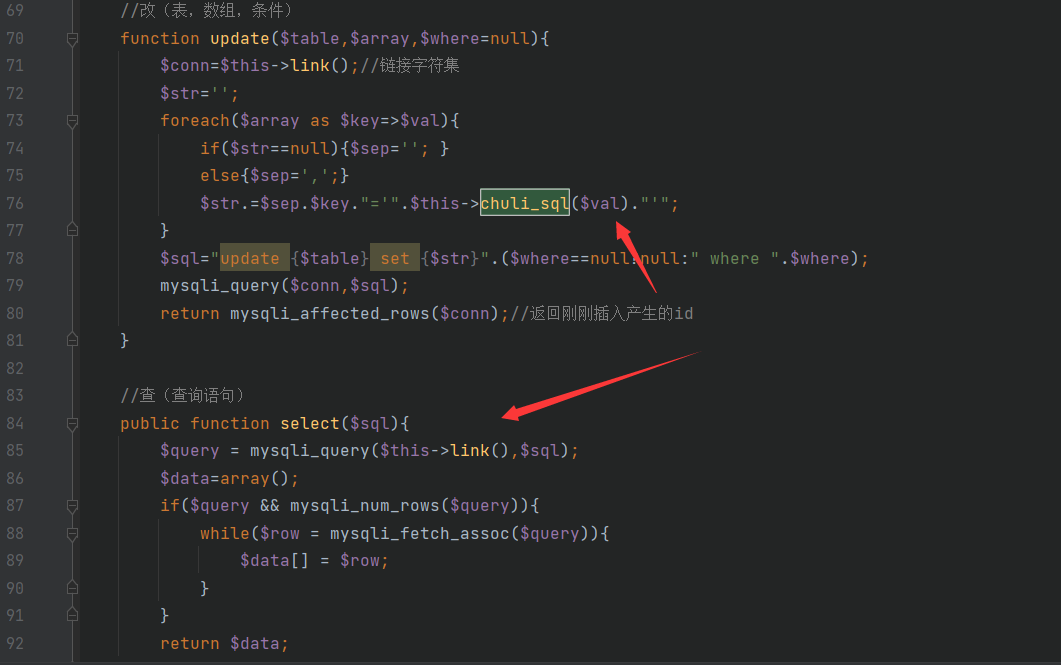 69 //改（表，数组，条件）
70 function update($table,$array,$where=null){
71 $conn=$this->link();//链接字符集
72 $str='';
73 foreach($array as $key=>$val){
74 if($str==null){$sep=''; }
75 else{$sep=',';}
76 $str.=$sep.$key."='".$this->chuli_sql($val)."'";
77 }
78 $sql="update {$table} set {$str}".($where==null?null:" where ".$where);
79 mysqli_query($conn,$sql);
80 return mysqli_affected_rows($conn);//返回刚刚插入产生的id
81 }
82
83 //查（查询语句）
84 public function select($sql){
85 $query = mysqli_query($this->link(),$sql);
86 $data=array();
87 if($query && mysqli_num_rows($query)){
88 while($row = mysqli_fetch_assoc($query)){
89 $data[] = $row;
90 }
91 }
92 return $data;